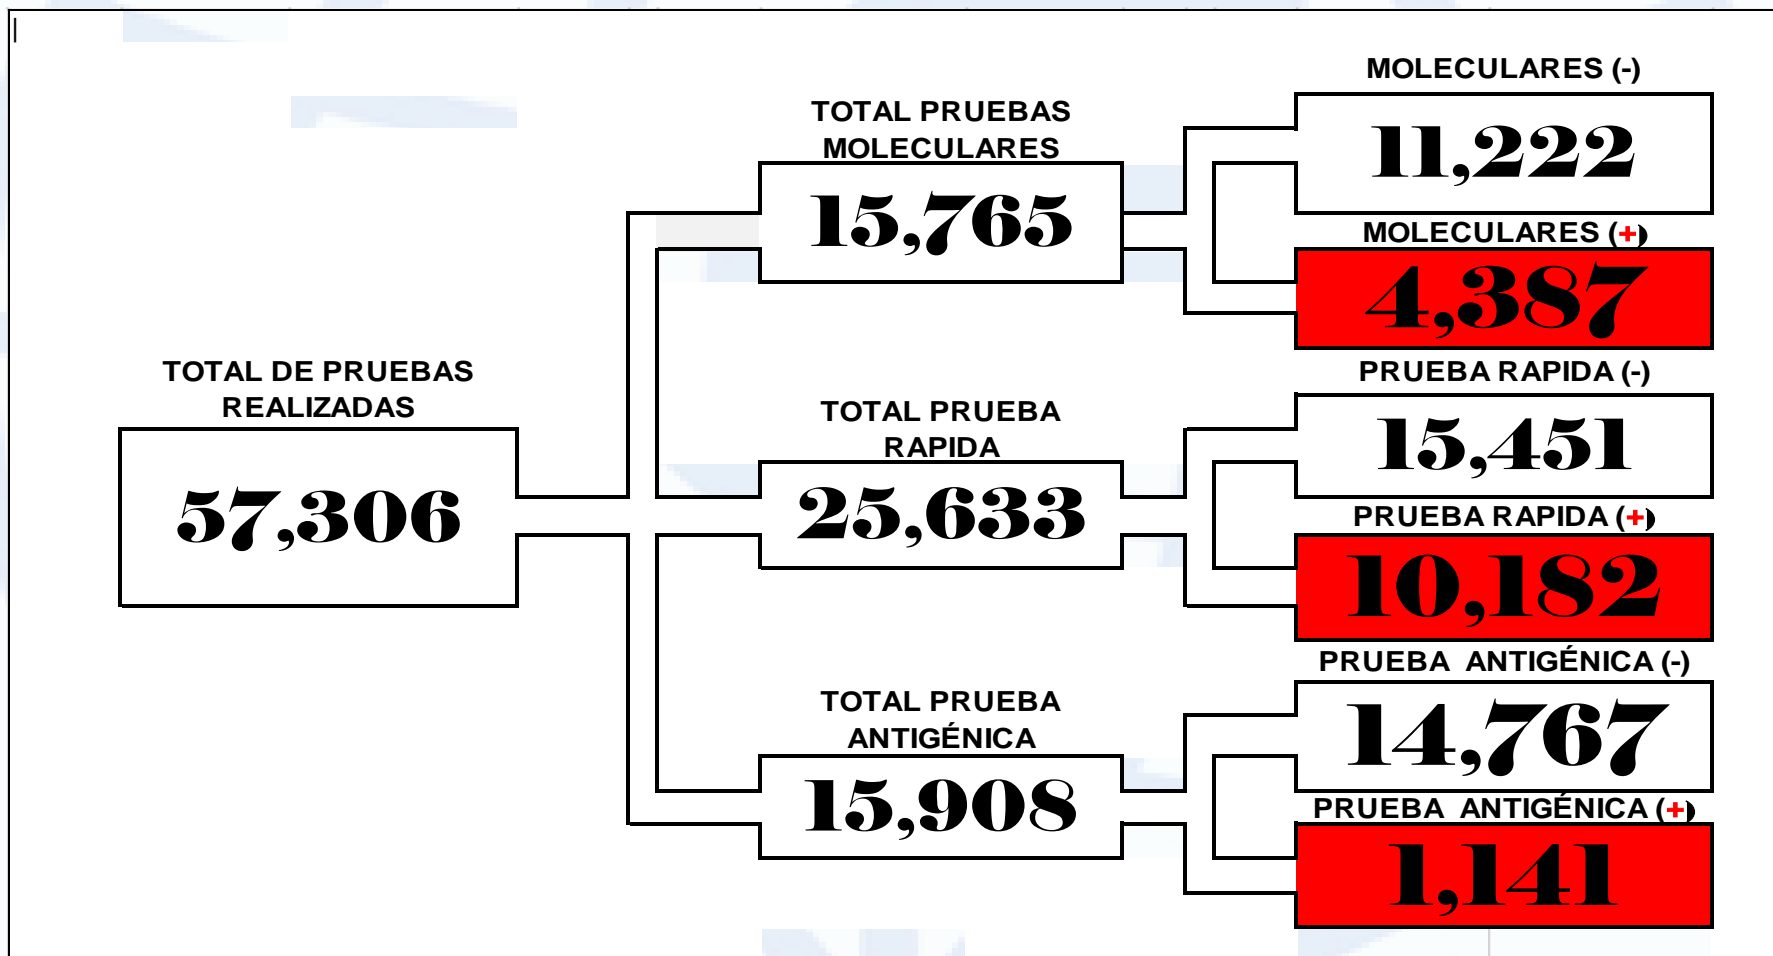 TOTAL DE PRUEBAS
REALIZADAS
57,306
TOTAL PRUEBAS
MOLECULARES
15,765
MOLECULARES (-)
11,222
MOLECULARES (+)
4,387
TOTAL PRUEBA
RAPIDA
25,633
PRUEBA RAPIDA (-)
15,451
PRUEBA RAPIDA (+)
10,182
TOTAL PRUEBA
ANTIGÉNICA
15,908
PRUEBA ANTIGÉNICA (-)
14,767
PRUEBA ANTIGÉNICA (+)
1,141